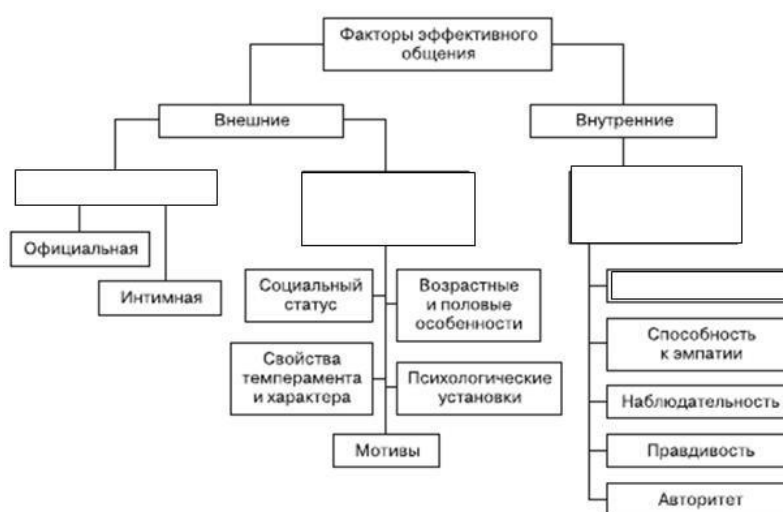 Факторы эффективного
общения
Внешние
Внутренние
Официальная
Интимная
Социальный
статус
Возрастные
и половые
особенности
Свойства
темперамента
и характера
Психологические
установки
Мотивы
Способность
к эмпатии
Наблюдательность
Правдивость
Авторитет